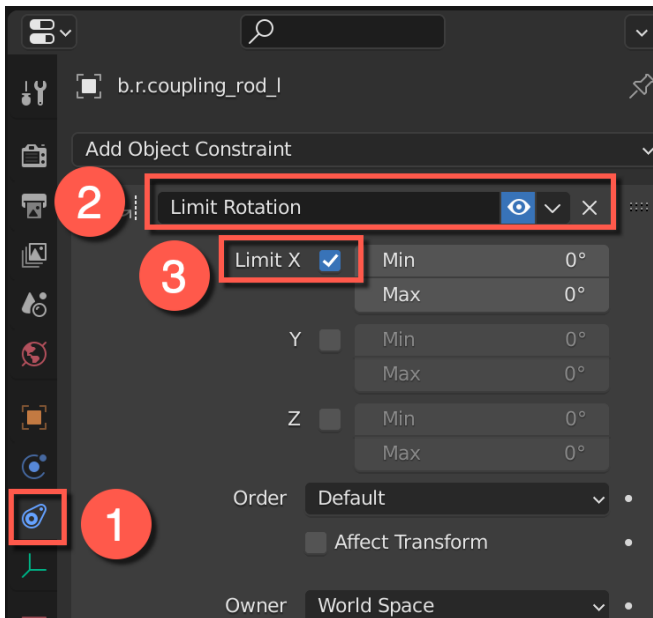 b.r.coupling_rod_l
Add Object Constraint
2
Limit Rotation
3
Limit X
Min 0°
Max 0°
Y
Min 0°
Max 0°
Z
Min 0°
Max 0°
1
Order Default
Affect Transform
Owner World Space